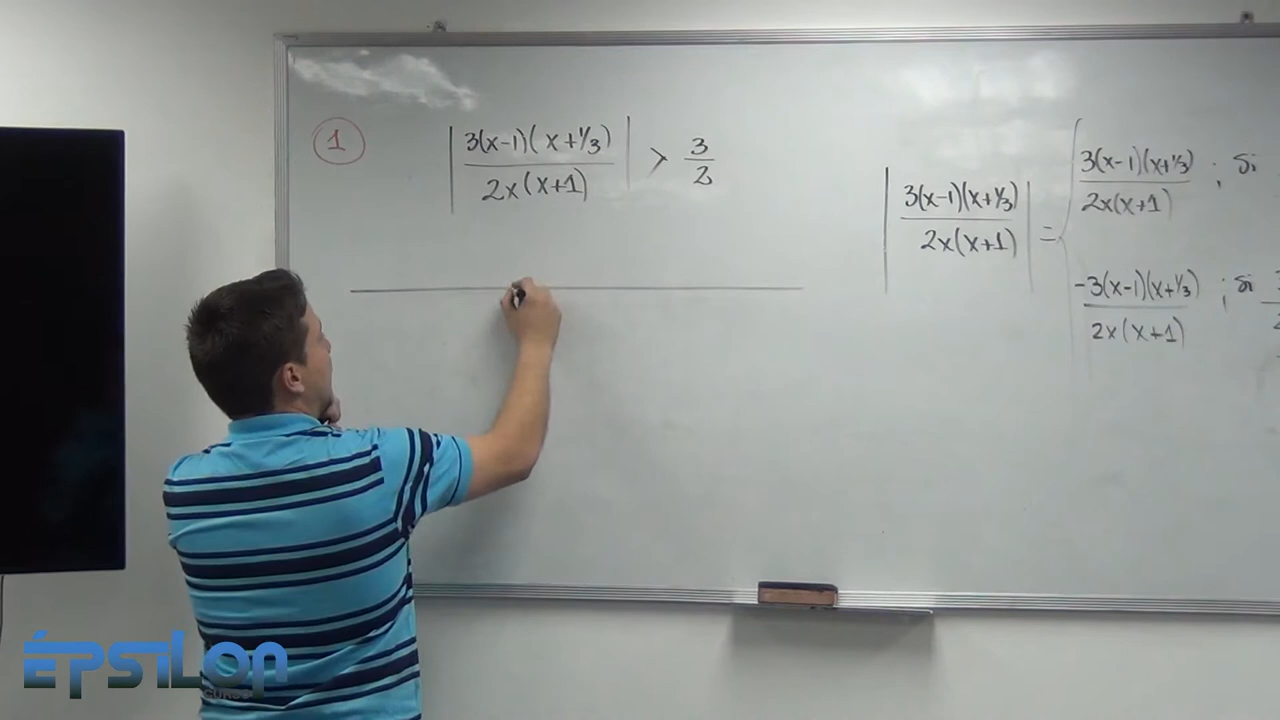 1
| 3(x-1)(x+1/3) / 2x(x+1) | > 3/2
| 3(x-1)(x+1/3) / 2x(x+1) | = { 3(x-1)(x+1/3) / 2x(x+1) ; si
-3(x-1)(x+1/3) / 2x(x+1) ; si
ÉPSILON
CURSO